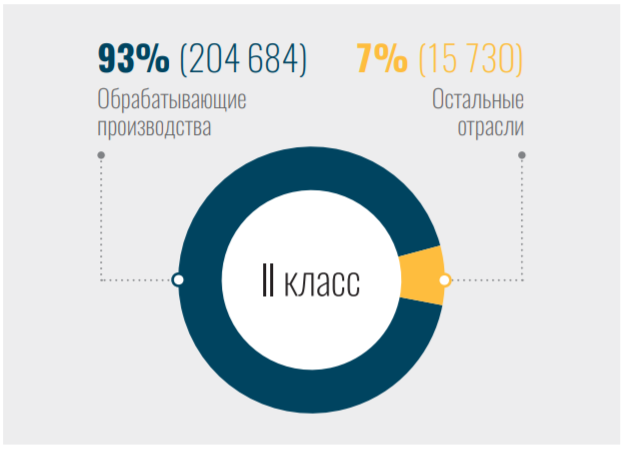 93% (204 684)
Обрабатывающие
производства
7% (15 730)
Остальные
отрасли
II класс